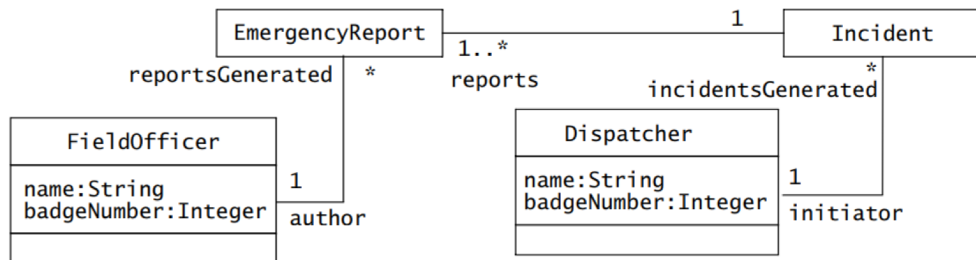 EmergencyReport
1
Incident
1..*
reportsGenerated
*
reports
*
incidentsGenerated
FieldOfficer
name:String
badgeNumber:Integer
1
author
Dispatcher
name:String
badgeNumber:Integer
1
initiator